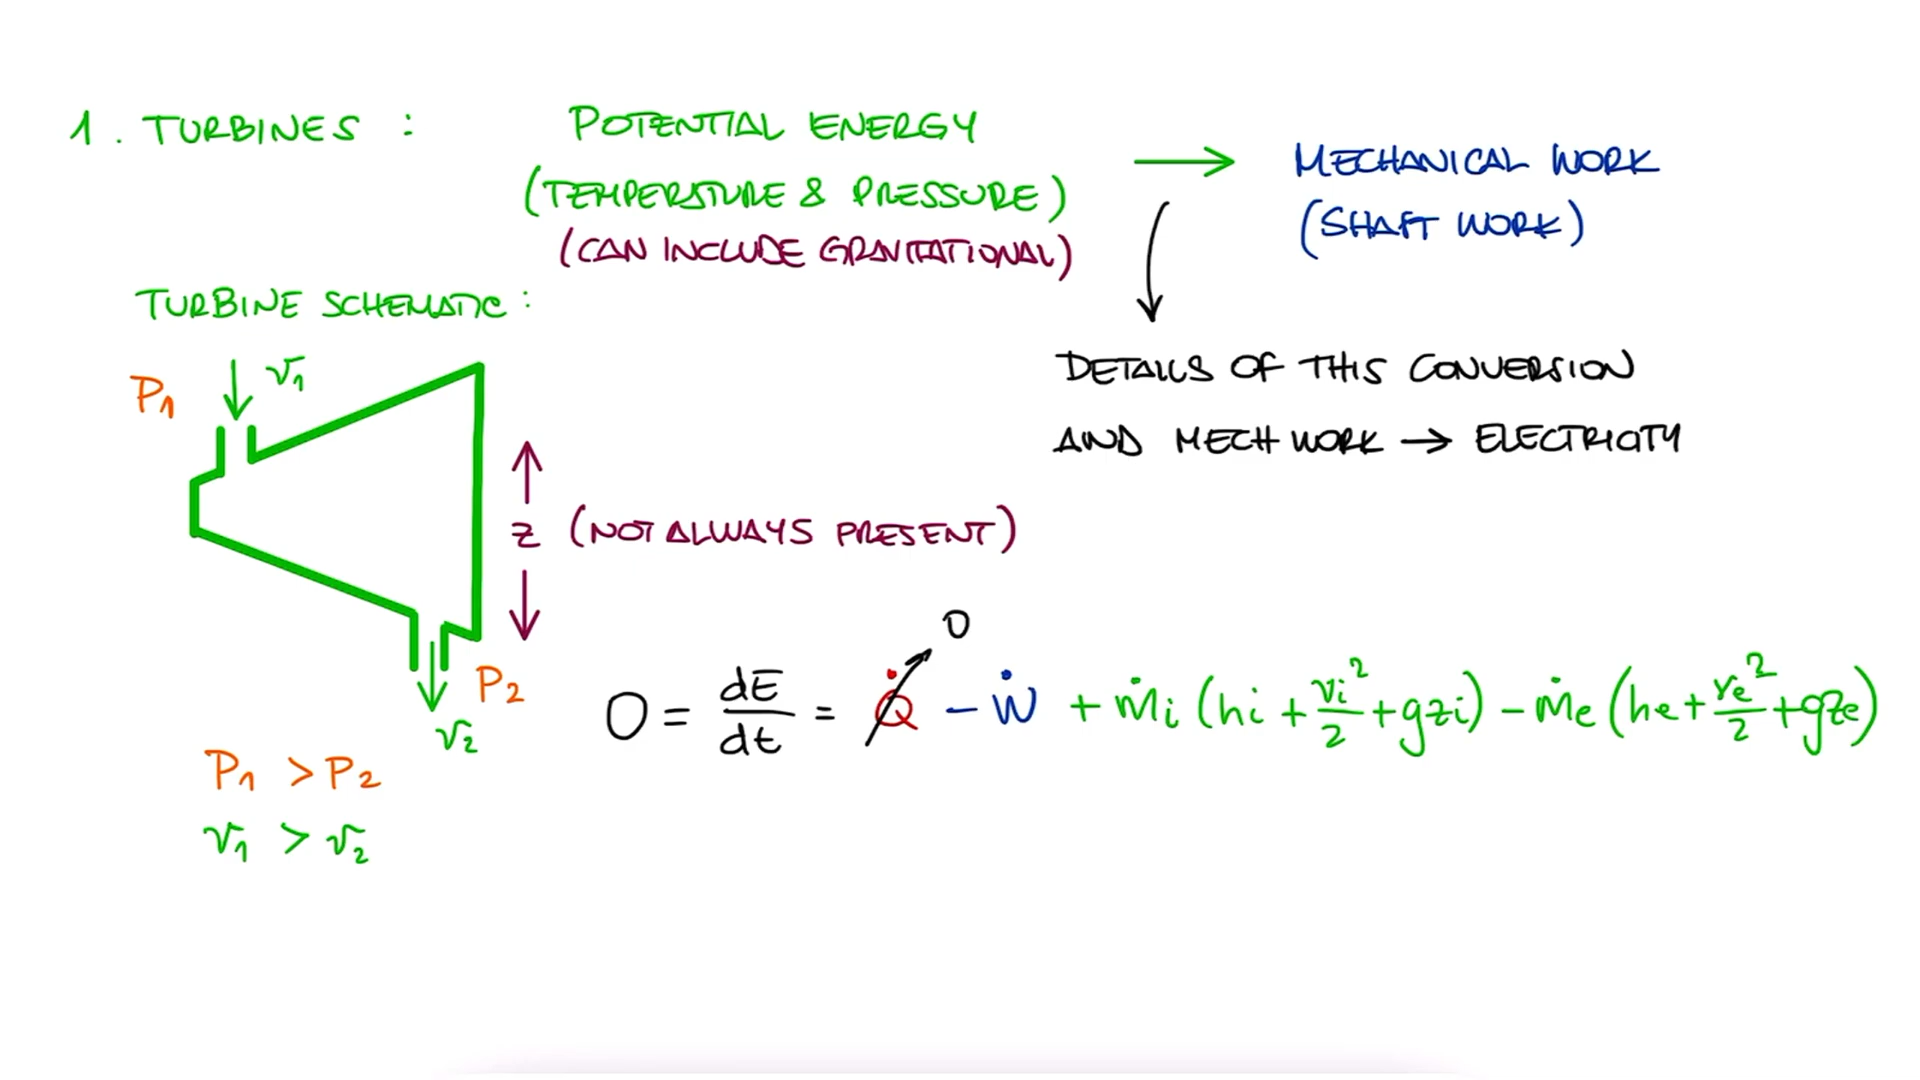 1. TURBINES :
POTENTIAL ENERGY
(TEMPERATURE & PRESSURE)
(CAN INCLUDE GRAVITATIONAL)
MECHANICAL WORK
(SHAFT WORK)
DETAILS OF THIS CONVERSION
AND MECH WORK → ELECTRICITY
TURBINE SCHEMATIC:
P₁
v₁
z (NOT ALWAYS PRESENT)
P₂
v₂
P₁ > P₂
v₁ > v₂
0
0 = dE/dt = Q̇ - Ẇ + ṁi (hi + vi²/2 + gzi) - ṁe (he + ve²/2 + gze)